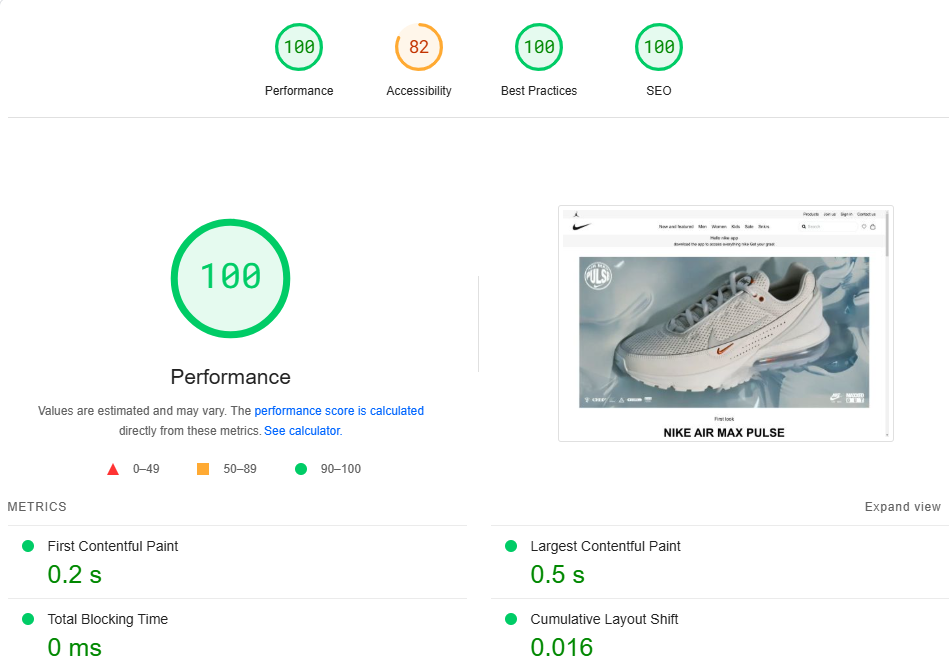 100
82
100
100
Performance
Accessibility
Best Practices
SEO
100
Performance
Values are estimated and may vary. The performance score is calculated
directly from these metrics. See calculator.
0–49
50–89
90–100
Products Join us Sign in Contact us
New and featured Men Women Kids Sale Snkrs
Search
Hello nike app
download the app to access everything nike Get your great
PULSE
First look
NIKE AIR MAX PULSE
METRICS
Expand view
First Contentful Paint
0.2 s
Largest Contentful Paint
0.5 s
Total Blocking Time
0 ms
Cumulative Layout Shift
0.016